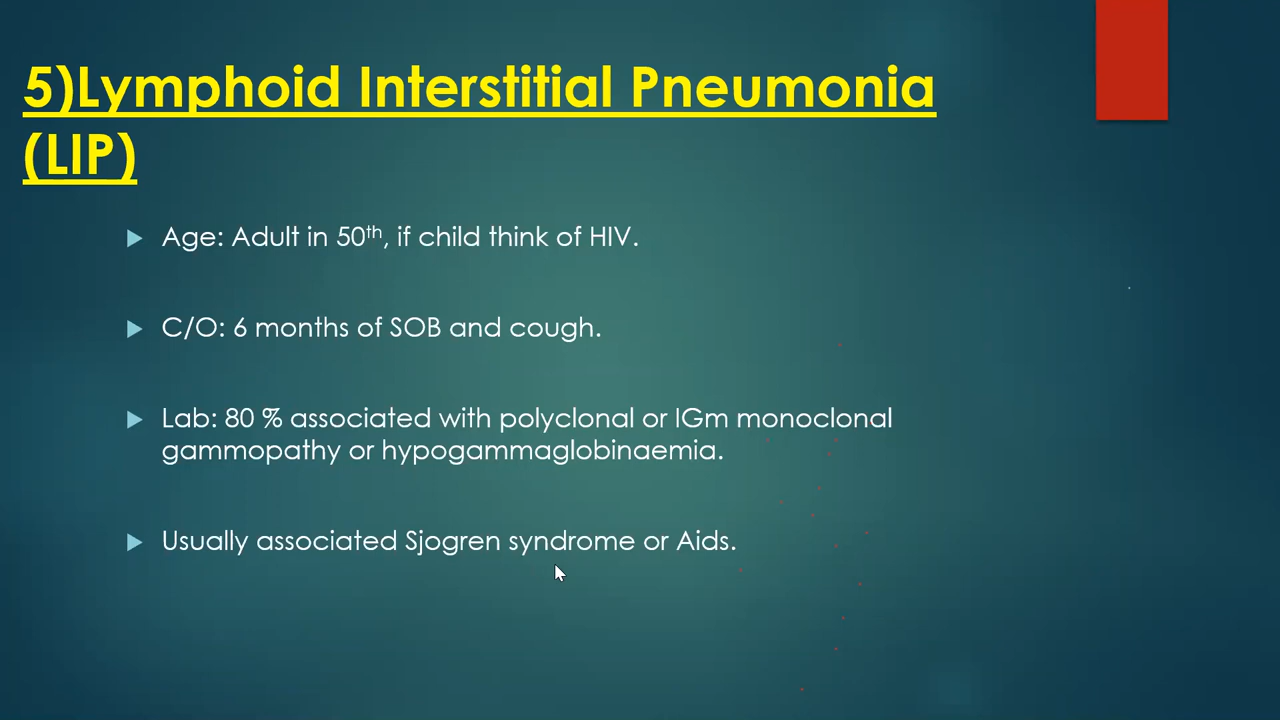 5)Lymphoid Interstitial Pneumonia
(LIP)
Age: Adult in 50th, if child think of HIV.
C/O: 6 months of SOB and cough.
Lab: 80 % associated with polyclonal or IGm monoclonal
gammopathy or hypogammaglobinaemia.
Usually associated Sjogren syndrome or Aids.